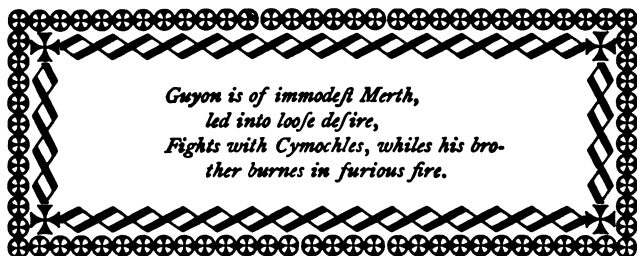 Guyon is of immodeſt Merth,
led into looſe deſire,
Fights with Cymochles, whiles his bro-
ther burnes in furious fire.